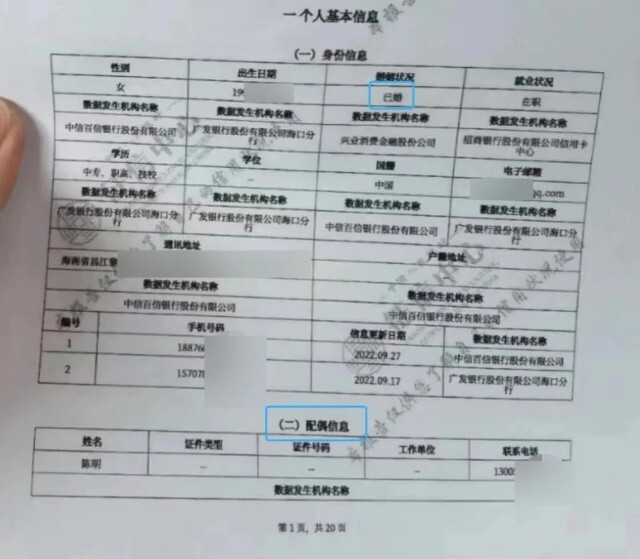 一 个人基本信息
（一）身份信息
性别 出生日期 婚姻状况 就业状况
女 199 已婚 在职
数据发生机构名称 数据发生机构名称 数据发生机构名称 数据发生机构名称
中信百信银行股份有限公司 广发银行股份有限公司海口分行 兴业消费金融股份公司 招商银行股份有限公司信用卡中心
学历 学位 国籍 电子邮箱
中专、职高、技校 -- 中国 qq.com
数据发生机构名称 数据发生机构名称 数据发生机构名称 数据发生机构名称
广发银行股份有限公司海口分行 广发银行股份有限公司海口分行 中信百信银行股份有限公司 广发银行股份有限公司海口分行
通讯地址 户籍地址
海南省昌江黎
数据发生机构名称 数据发生机构名称
中信百信银行股份有限公司 中信百信银行股份有限公司
编号 手机号码 信息更新日期 数据发生机构名称
1 18876 2022.09.27 中信百信银行股份有限公司
2 15707 2022.09.17 广发银行股份有限公司海口分行
（二）配偶信息
姓名 证件类型 证件号码 工作单位 联系电话
陈明 -- -- -- 1300
数据发生机构名称
第1页，共20页